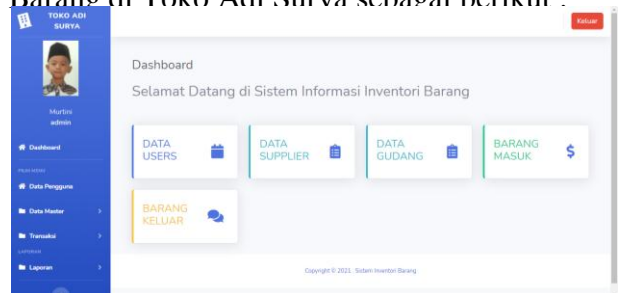 Barang di Toko Adi Surya sebagai berikut :
TOKO ADI
SURYA
Keluar
Murtini
admin
Dashboard
Data Pengguna
Data Master
Transaksi
LAPORAN
Laporan
Dashboard
Selamat Datang di Sistem Informasi Inventori Barang
DATA
USERS
DATA
SUPPLIER
DATA
GUDANG
BARANG
MASUK
BARANG
KELUAR
Copyright © 2021 Sistem Inventori Barang